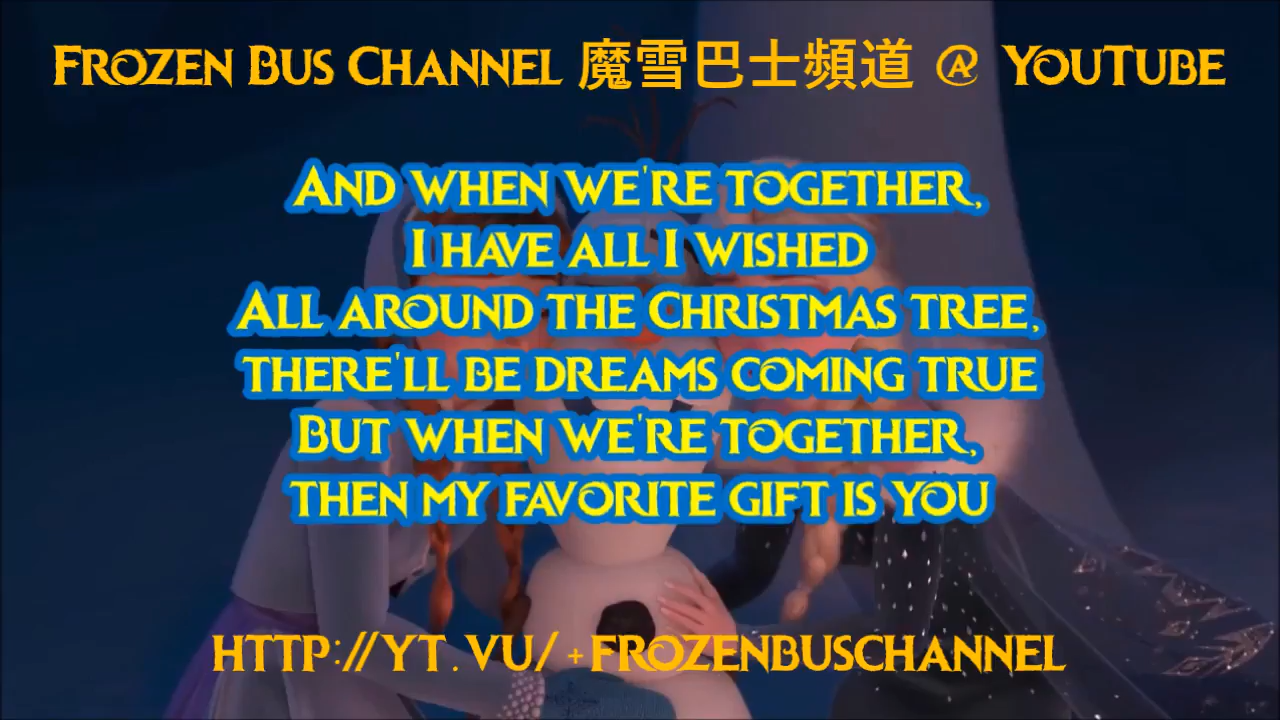 Frozen Bus Channel 魔雪巴士頻道 @ YouTube
And when we're together,
I have all I wished
All around the Christmas tree,
there'll be dreams coming true
But when we're together,
then my favorite gift is you
http://yt.vu/+frozenbuschannel